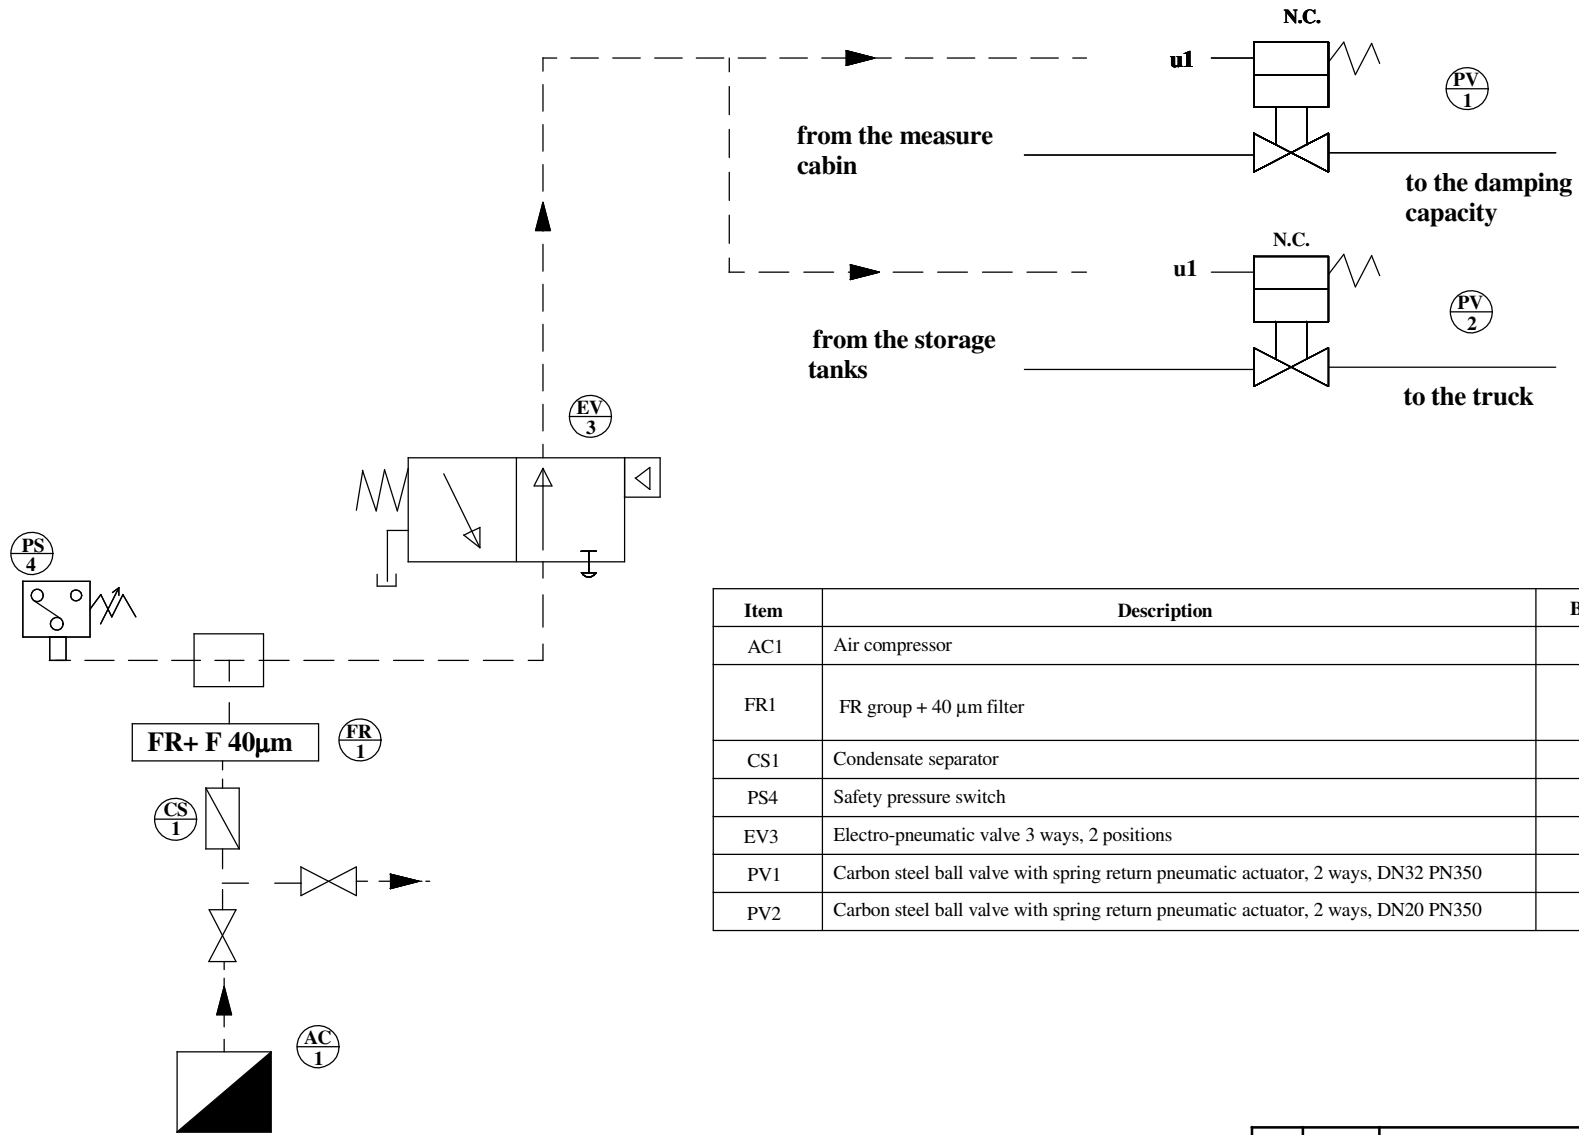 N.C.
u1
PV
1
from the measure
cabin
to the damping
capacity
N.C.
u1
PV
2
from the storage
tanks
to the truck
EV
3
PS
4
FR+ F 40μm
FR
1
CS
1
AC
1
Item Description B
AC1 Air compressor
FR1 FR group + 40 μm filter
CS1 Condensate separator
PS4 Safety pressure switch
EV3 Electro-pneumatic valve 3 ways, 2 positions
PV1 Carbon steel ball valve with spring return pneumatic actuator, 2 ways, DN32 PN350
PV2 Carbon steel ball valve with spring return pneumatic actuator, 2 ways, DN20 PN350